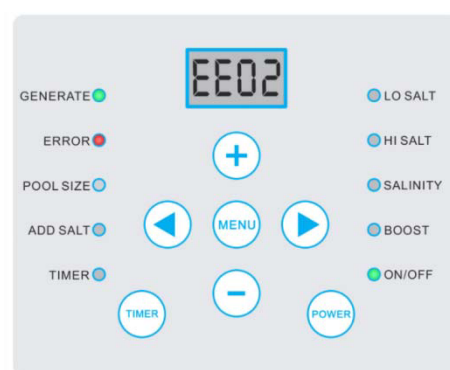 EE02
GENERATE
LO SALT
ERROR
HI SALT
POOL SIZE
SALINITY
ADD SALT
MENU
BOOST
TIMER
ON/OFF
TIMER
POWER